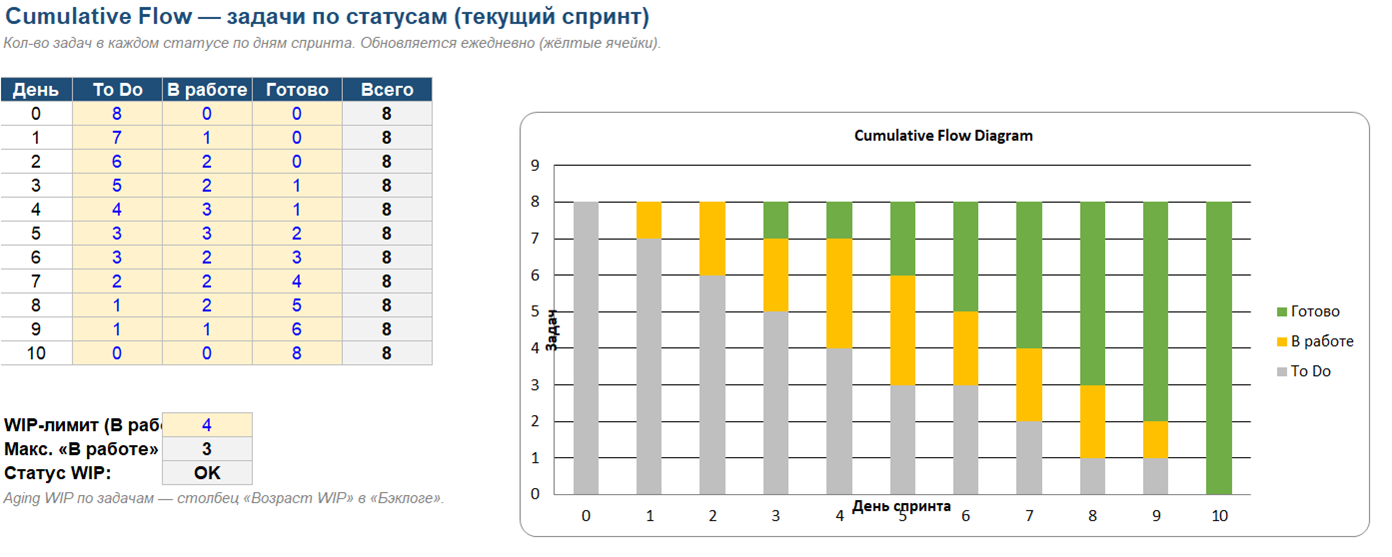 Cumulative Flow — задачи по статусам (текущий спринт)
Кол-во задач в каждом статусе по дням спринта. Обновляется ежедневно (жёлтые ячейки).
День To Do В работе Готово Всего
0 8 0 0 8
1 7 1 0 8
2 6 2 0 8
3 5 2 1 8
4 4 3 1 8
5 3 3 2 8
6 3 2 3 8
7 2 2 4 8
8 1 2 5 8
9 1 1 6 8
10 0 0 8 8
WIP-лимит (В раб 4
Макс. «В работе» 3
Статус WIP: OK
Aging WIP по задачам — столбец «Возраст WIP» в «Бэклоге».
Cumulative Flow Diagram
9
8
7
6
5
4
3
2
1
0
Задач
0 1 2 3 4 5 6 7 8 9 10
День спринта
Готово
В работе
To Do